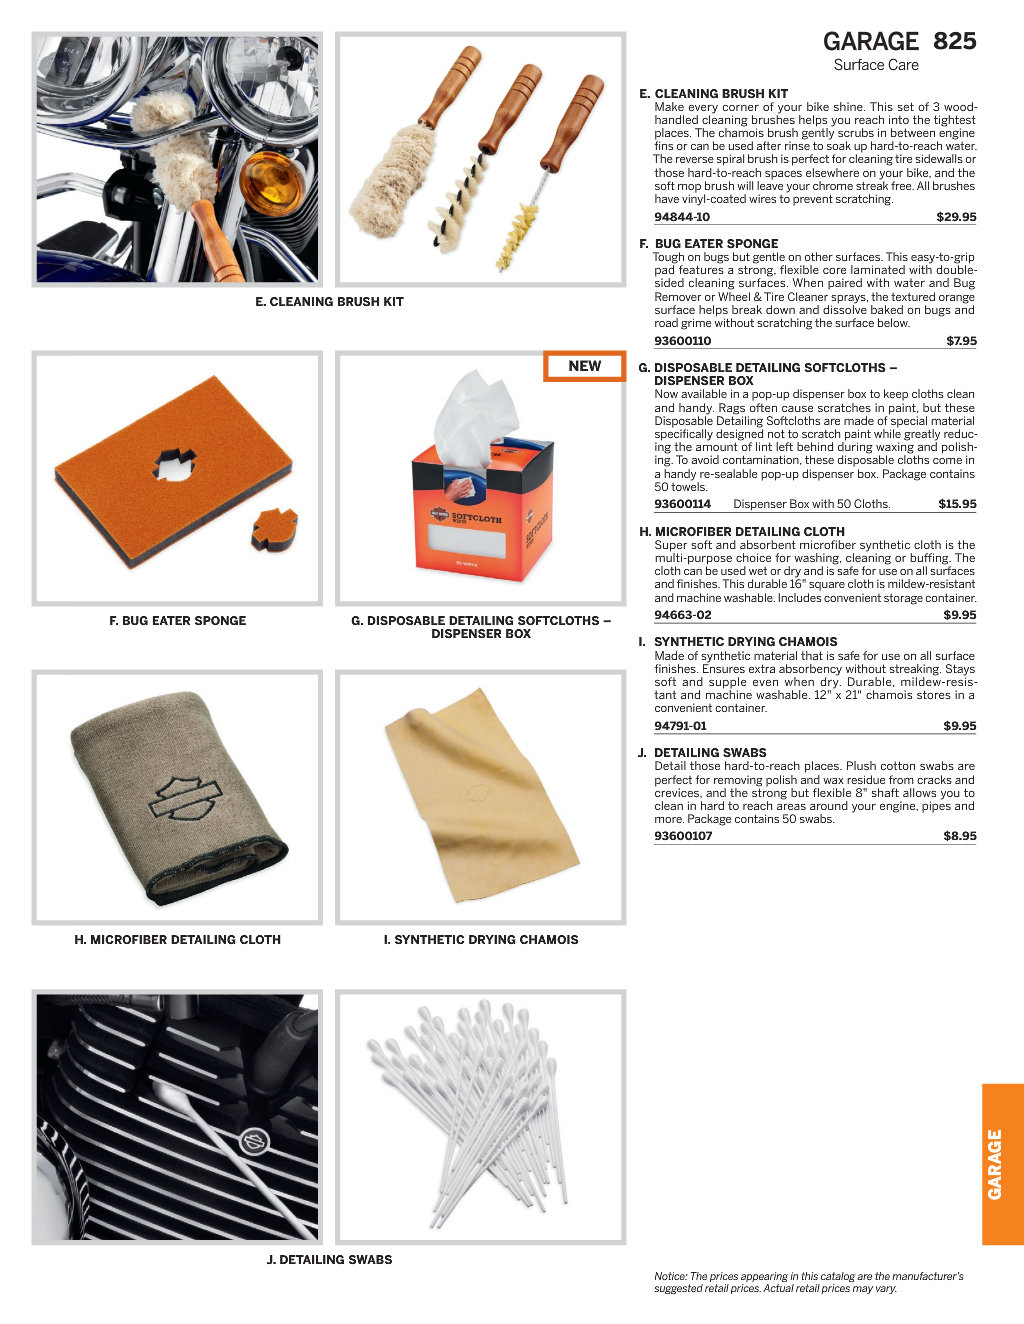 GARAGE 825
Surface Care
E. CLEANING BRUSH KIT
Make every corner of your bike shine. This set of 3 wood-
handled cleaning brushes helps you reach into the tightest
places. The chamois brush gently scrubs in between engine
fins or can be used after rinse to soak up hard-to-reach water.
The reverse spiral brush is perfect for cleaning tire sidewalls or
those hard-to-reach spaces elsewhere on your bike, and the
soft mop brush will leave your chrome streak free. All brushes
have vinyl-coated wires to prevent scratching.
94844-10 $29.95
F. BUG EATER SPONGE
Tough on bugs but gentle on other surfaces. This easy-to-grip
pad features a strong, flexible core laminated with double-
sided cleaning surfaces. When paired with water and Bug
Remover or Wheel & Tire Cleaner sprays, the textured orange
surface helps break down and dissolve baked on bugs and
road grime without scratching the surface below.
93600110 $7.95
G. DISPOSABLE DETAILING SOFTCLOTHS –
DISPENSER BOX
Now available in a pop-up dispenser box to keep cloths clean
and handy. Rags often cause scratches in paint, but these
Disposable Detailing Softcloths are made of special material
specifically designed not to scratch paint while greatly reduc-
ing the amount of lint left behind during waxing and polish-
ing. To avoid contamination, these disposable cloths come in
a handy re-sealable pop-up dispenser box. Package contains
50 towels.
93600114 Dispenser Box with 50 Cloths. $15.95
H. MICROFIBER DETAILING CLOTH
Super soft and absorbent microfiber synthetic cloth is the
multi-purpose choice for washing, cleaning or buffing. The
cloth can be used wet or dry and is safe for use on all surfaces
and finishes. This durable 16" square cloth is mildew-resistant
and machine washable. Includes convenient storage container.
94663-02 $9.95
I. SYNTHETIC DRYING CHAMOIS
Made of synthetic material that is safe for use on all surface
finishes. Ensures extra absorbency without streaking. Stays
soft and supple even when dry. Durable, mildew-resis-
tant and machine washable. 12" x 21" chamois stores in a
convenient container.
94791-01 $9.95
J. DETAILING SWABS
Detail those hard-to-reach places. Plush cotton swabs are
perfect for removing polish and wax residue from cracks and
crevices, and the strong but flexible 8" shaft allows you to
clean in hard to reach areas around your engine, pipes and
more. Package contains 50 swabs.
93600107 $8.95
E. CLEANING BRUSH KIT
NEW
SOFTCLOTH
WIPES
50 WIPES
F. BUG EATER SPONGE
G. DISPOSABLE DETAILING SOFTCLOTHS –
DISPENSER BOX
H. MICROFIBER DETAILING CLOTH
I. SYNTHETIC DRYING CHAMOIS
J. DETAILING SWABS
GARAGE
Notice: The prices appearing in this catalog are the manufacturer's
suggested retail prices. Actual retail prices may vary.